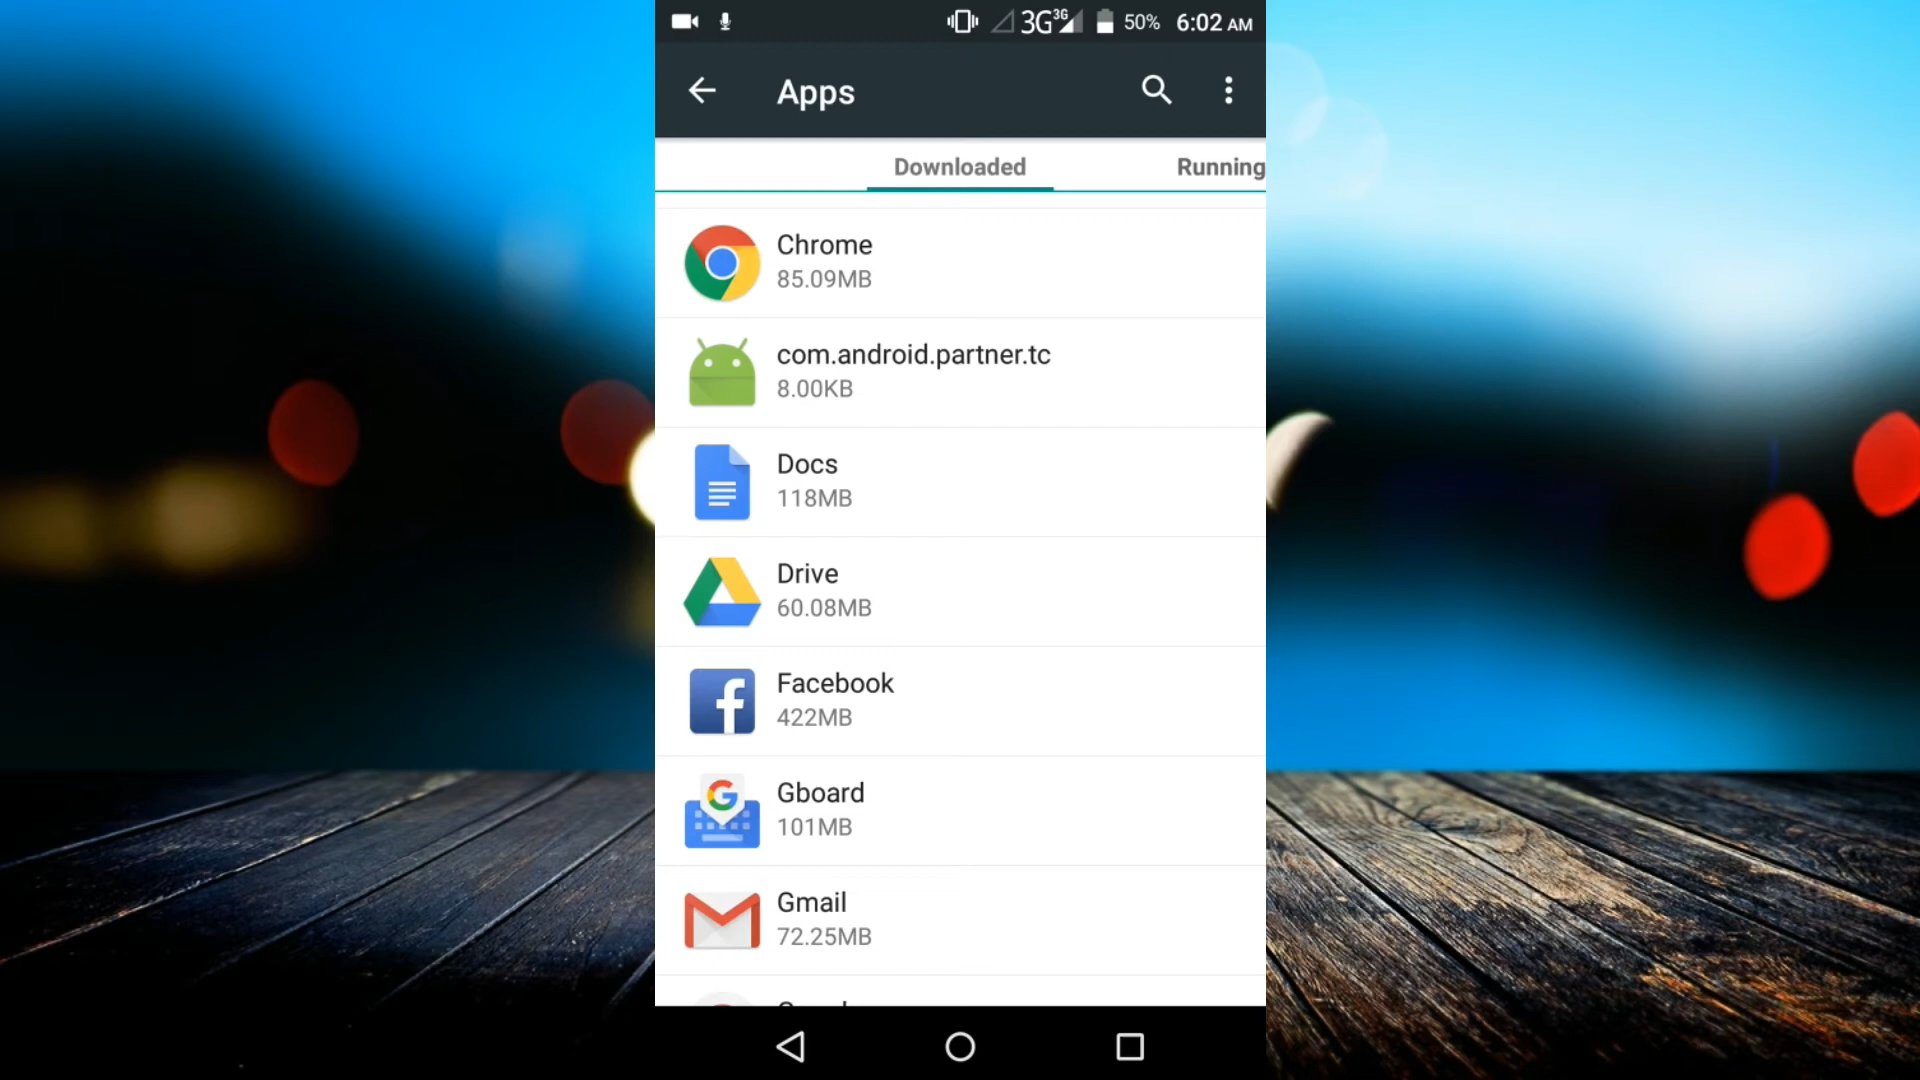 3G 3G 50% 6:02 AM
Apps
Downloaded Running
Chrome
85.09MB
com.android.partner.tc
8.00KB
Docs
118MB
Drive
60.08MB
Facebook
422MB
Gboard
101MB
Gmail
72.25MB